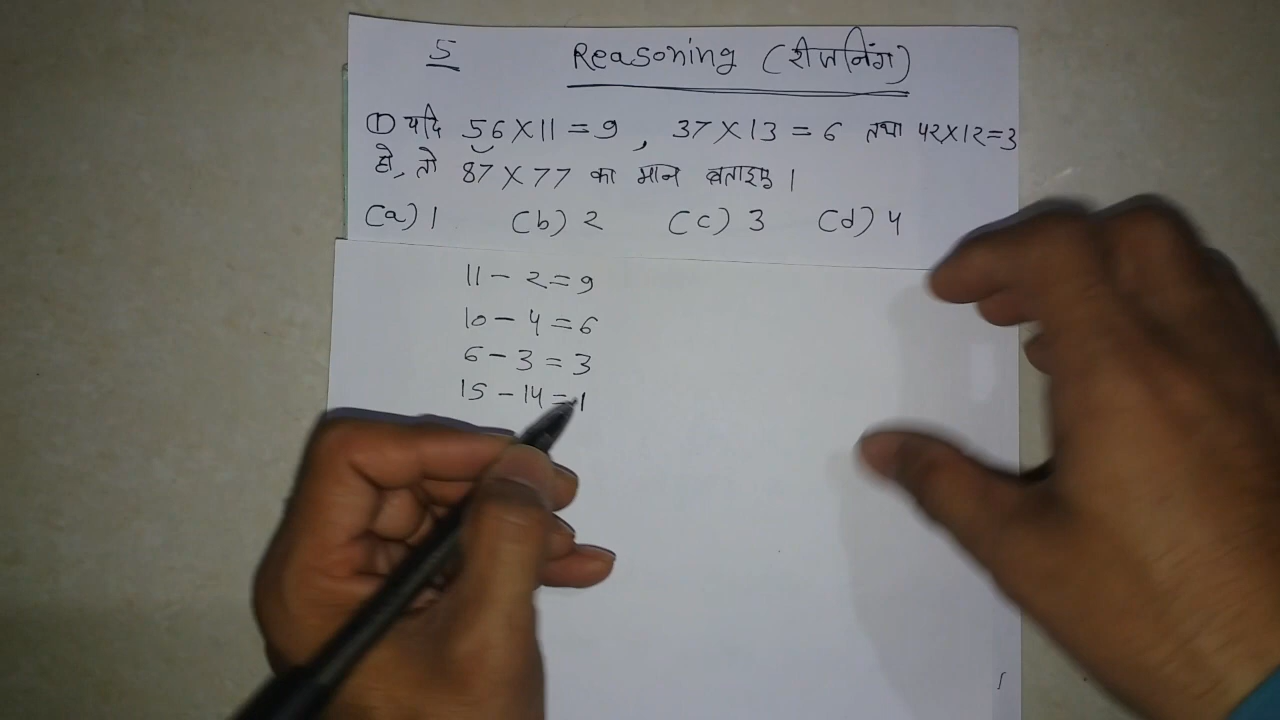 5 Reasoning (रीजनिंग)
① यदि 56×11=9, 37×13=6 तथा 42×12=3
हो, तो 87×77 का मान बताइए।
(a) 1 (b) 2 (c) 3 (d) 4
11-2=9
10-4=6
6-3=3
15-14=1